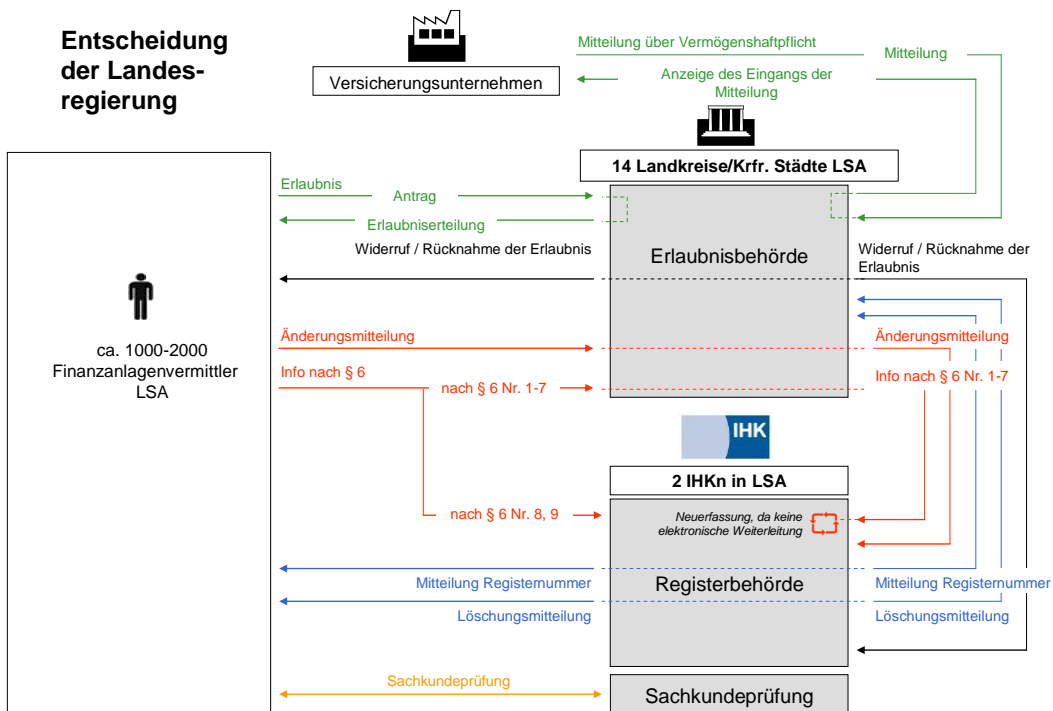 Entscheidung
der Landes-
regierung
Versicherungsunternehmen
Mitteilung über Vermögenshaftpflicht
Mitteilung
Anzeige des Eingangs der
Mitteilung
14 Landkreise/Krfr. Städte LSA
Erlaubnis
Antrag
Erlaubniserteilung
Widerruf / Rücknahme der Erlaubnis
Erlaubnisbehörde
Widerruf / Rücknahme der
Erlaubnis
ca. 1000-2000
Finanzanlagenvermittler
LSA
Änderungsmitteilung
Änderungsmitteilung
Info nach § 6
nach § 6 Nr. 1-7
Info nach § 6 Nr. 1-7
IHK
2 IHKn in LSA
nach § 6 Nr. 8, 9
Neuerfassung, da keine
elektronische Weiterleitung
Mitteilung Registernummer
Registerbehörde
Mitteilung Registernummer
Löschungsmitteilung
Löschungsmitteilung
Sachkundeprüfung
Sachkundeprüfung